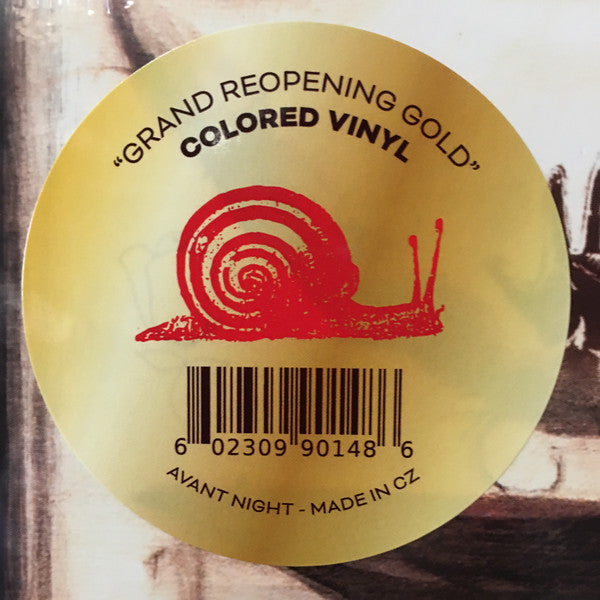 “GRAND REOPENING GOLD”
COLORED VINYL
6 02309 90148 6
AVANT NIGHT - MADE IN CZ